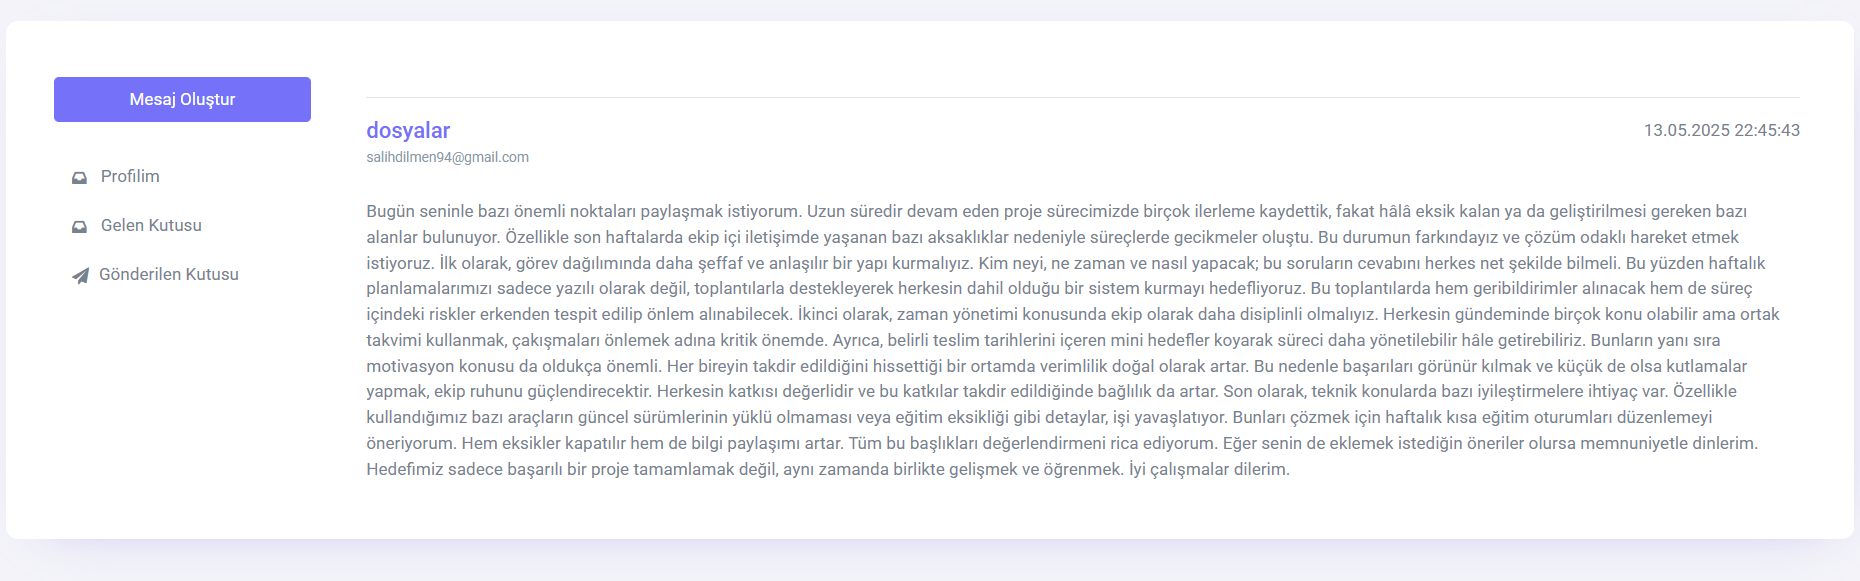 Mesaj Oluştur
Profilim
Gelen Kutusu
Gönderilen Kutusu
dosyalar
13.05.2025 22:45:43
salihdilmen94@gmail.com
Bugün seninle bazı önemli noktaları paylaşmak istiyorum. Uzun süredir devam eden proje sürecimizde birçok ilerleme kaydettik, fakat hâlâ eksik kalan ya da geliştirilmesi gereken bazı
alanlar bulunuyor. Özellikle son haftalarda ekip içi iletişimde yaşanan bazı aksaklıklar nedeniyle süreçlerde gecikmeler oluştu. Bu durumun farkındayız ve çözüm odaklı hareket etmek
istiyoruz. İlk olarak, görev dağılımında daha şeffaf ve anlaşılır bir yapı kurmalıyız. Kim neyi, ne zaman ve nasıl yapacak; bu soruların cevabını herkes net şekilde bilmeli. Bu yüzden haftalık
planlamalarımızı sadece yazılı olarak değil, toplantılarla destekleyerek herkesin dahil olduğu bir sistem kurmayı hedefliyoruz. Bu toplantılarda hem geribildirimler alınacak hem de süreç
içindeki riskler erkenden tespit edilip önlem alınabilecek. İkinci olarak, zaman yönetimi konusunda ekip olarak daha disiplinli olmalıyız. Herkesin gündeminde birçok konu olabilir ama ortak
takvimi kullanmak, çakışmaları önlemek adına kritik önemde. Ayrıca, belirli teslim tarihlerini içeren mini hedefler koyarak süreci daha yönetilebilir hâle getirebiliriz. Bunların yanı sıra
motivasyon konusu da oldukça önemli. Her bireyin takdir edildiğini hissettiği bir ortamda verimlilik doğal olarak artar. Bu nedenle başarıları görünür kılmak ve küçük de olsa kutlamalar
yapmak, ekip ruhunu güçlendirecektir. Herkesin katkısı değerlidir ve bu katkılar takdir edildiğinde bağlılık da artar. Son olarak, teknik konularda bazı iyileştirmelere ihtiyaç var. Özellikle
kullandığımız bazı araçların güncel sürümlerinin yüklü olmaması veya eğitim eksikliği gibi detaylar, işi yavaşlatıyor. Bunları çözmek için haftalık kısa eğitim oturumları düzenlemeyi
öneriyorum. Hem eksikler kapatılır hem de bilgi paylaşımı artar. Tüm bu başlıkları değerlendirmeni rica ediyorum. Eğer senin de eklemek istediğin öneriler olursa memnuniyetle dinlerim.
Hedefimiz sadece başarılı bir proje tamamlamak değil, aynı zamanda birlikte gelişmek ve öğrenmek. İyi çalışmalar dilerim.